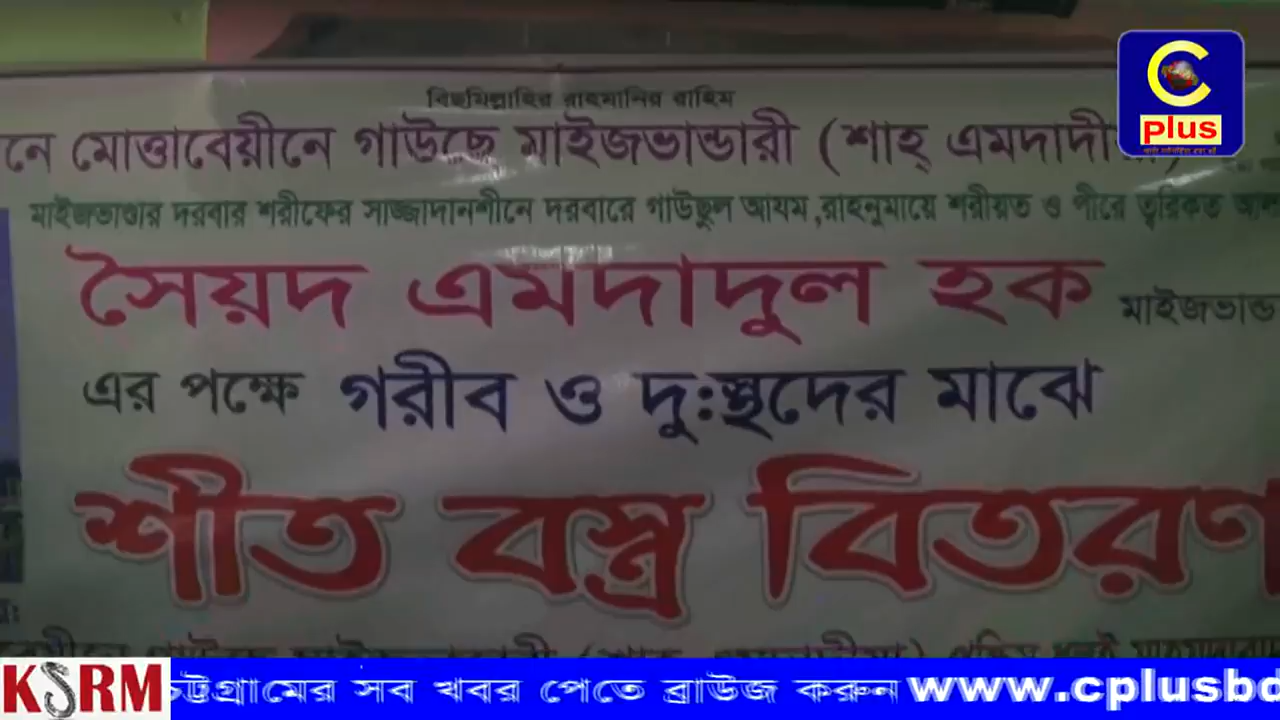 বিছমিল্লাহির রাহমানির রাহিম
নে মোত্তাবেয়ীনে গাউছে মাইজভান্ডারী (শাহ্ এমদাদীয়া)
মাইজভাণ্ডার দরবার শরীফের সাজ্জাদানশীনে দরবারে গাউছুল আযম,রাহনুমায়ে শরীয়ত ও পীরে ত্বরিকত আল
সৈয়দ এমদাদুল হক মাইজভান্ড
এর পক্ষে গরীব ও দু:স্থদের মাঝে
শীত বস্ত্র বিতরণ
C plus
KSRM চট্টগ্রামের সব খবর পেতে ব্রাউজ করুন www.cplusbd